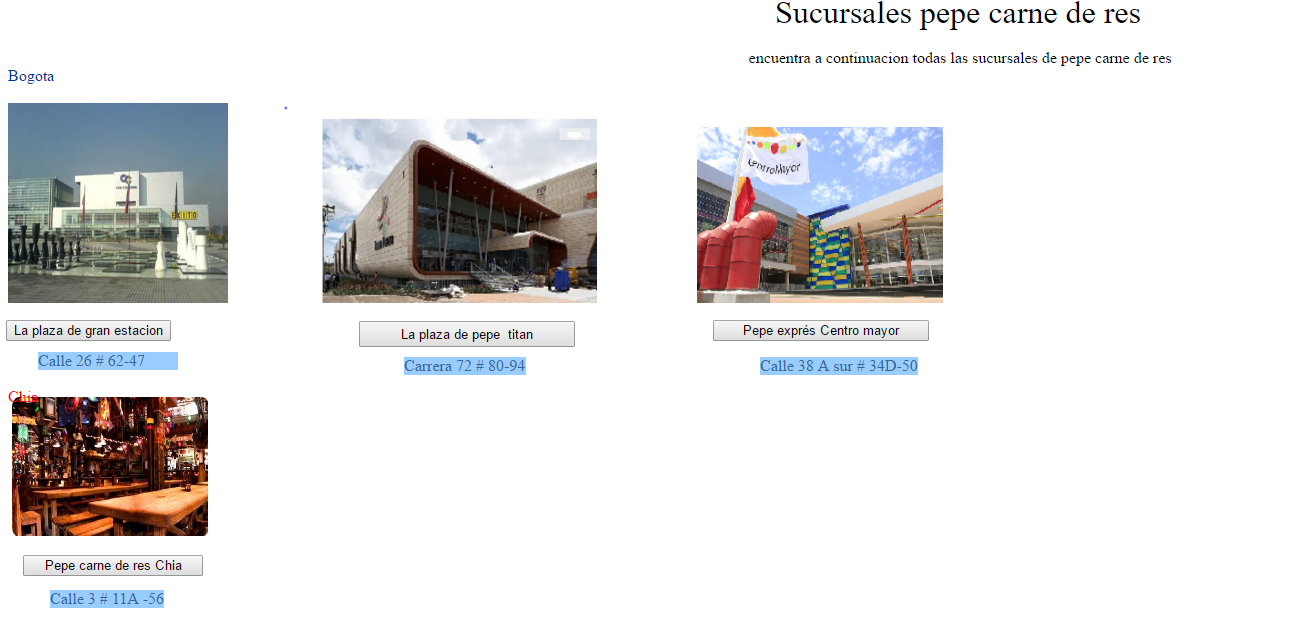 Sucursales pepe carne de res
encuentra a continuacion todas las sucursales de pepe carne de res
Bogota
EXITO
CentroMayor
La plaza de gran estacion
La plaza de pepe titan
Pepe exprés Centro mayor
Calle 26 # 62-47
Carrera 72 # 80-94
Calle 38 A sur # 34D-50
Chia
Pepe carne de res Chia
Calle 3 # 11A -56